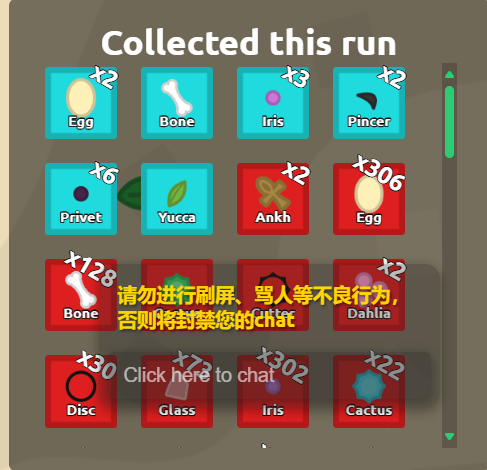 Collected this run
x2
Egg
Bone
x3
Iris
x2
Pincer
x6
Privet
Yucca
x2
Ankh
x306
Egg
x128
Bone
Cutter
x2
Dahlia
请勿进行刷屏、骂人等不良行为，
否则将封禁您的chat
x30
Disc
x73
Glass
x302
Iris
x22
Cactus
Click here to chat